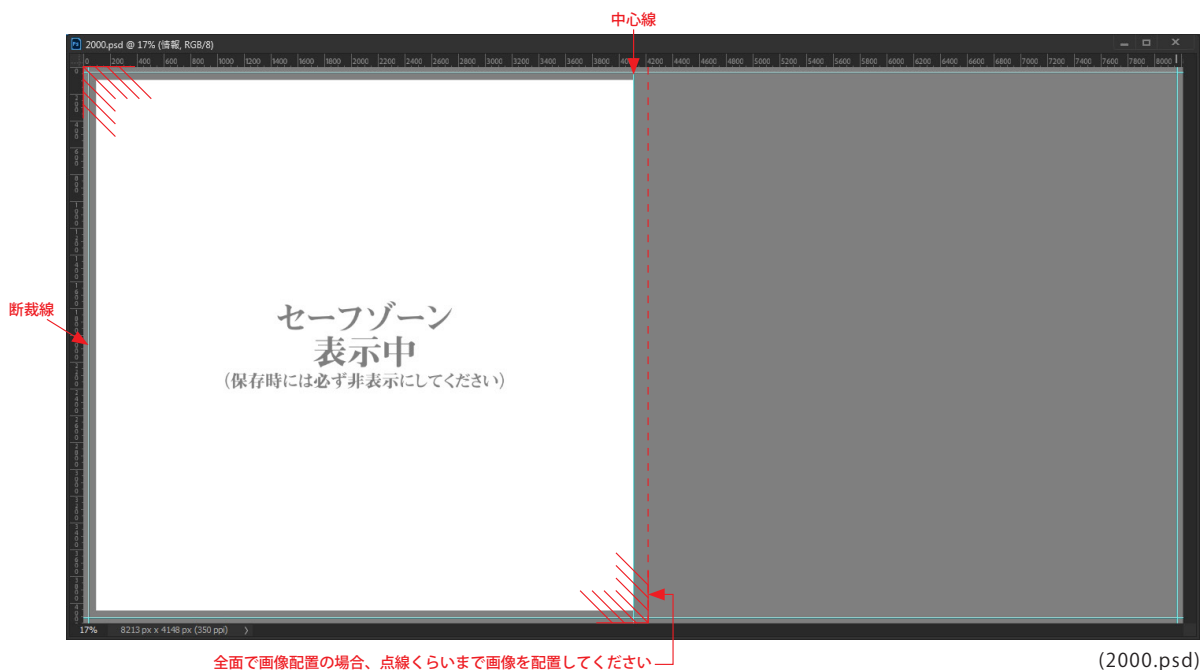 中心線
2000.psd @ 17% (情報, RGB/8)
0 200 400 600 800 1000 1200 1400 1600 1800 2000 2200 2400 2600 2800 3000 3200 3400 3600 3800 4200 4400 4600 4800 5000 5200 5400 5600 5800 6000 6200 6400 6600 6800 7000 7200 7400 7600 7800 8000
断裁線
セーフゾーン
表示中
(保存時には必ず非表示にしてください)
17% 8213 px x 4148 px (350 ppi)
全面で画像配置の場合、点線くらいまで画像を配置してください
(2000.psd)